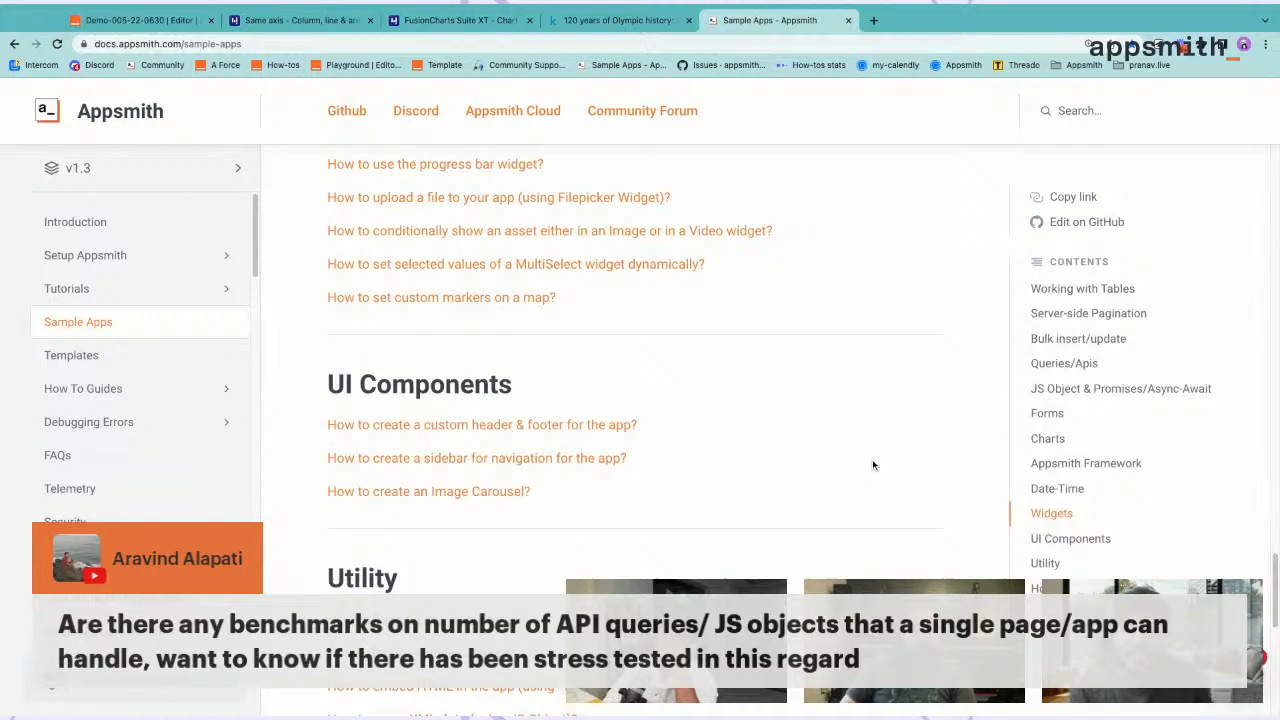 Demo-005-22-0630 | Editor |
Same axis - Column, line & are
FusionCharts Suite XT - Chart
120 years of Olympic history:
Sample Apps - Appsmith
docs.appsmith.com/sample-apps
appsmith_
Intercom
Discord
Community
A Force
How-tos
Playground | Edito...
Template
Community Suppo...
Sample Apps - Ap...
Issues · appsmith...
How-tos stats
my-calendly
Appsmith
Threado
Appsmith
pranav.live
a_
Appsmith
Github
Discord
Appsmith Cloud
Community Forum
Search...
v1.3
Introduction
Setup Appsmith
Tutorials
Sample Apps
Templates
How To Guides
Debugging Errors
FAQs
Telemetry
Security
How to use the progress bar widget?
How to upload a file to your app (using Filepicker Widget)?
How to conditionally show an asset either in an Image or in a Video widget?
How to set selected values of a MultiSelect widget dynamically?
How to set custom markers on a map?
UI Components
How to create a custom header & footer for the app?
How to create a sidebar for navigation for the app?
How to create an Image Carousel?
Utility
How to embed HTML in the app (using
Copy link
Edit on GitHub
CONTENTS
Working with Tables
Server-side Pagination
Bulk insert/update
Queries/Apis
JS Object & Promises/Async-Await
Forms
Charts
Appsmith Framework
Date-Time
Widgets
UI Components
Utility
Aravind Alapati
Are there any benchmarks on number of API queries/ JS objects that a single page/app can
handle, want to know if there has been stress tested in this regard